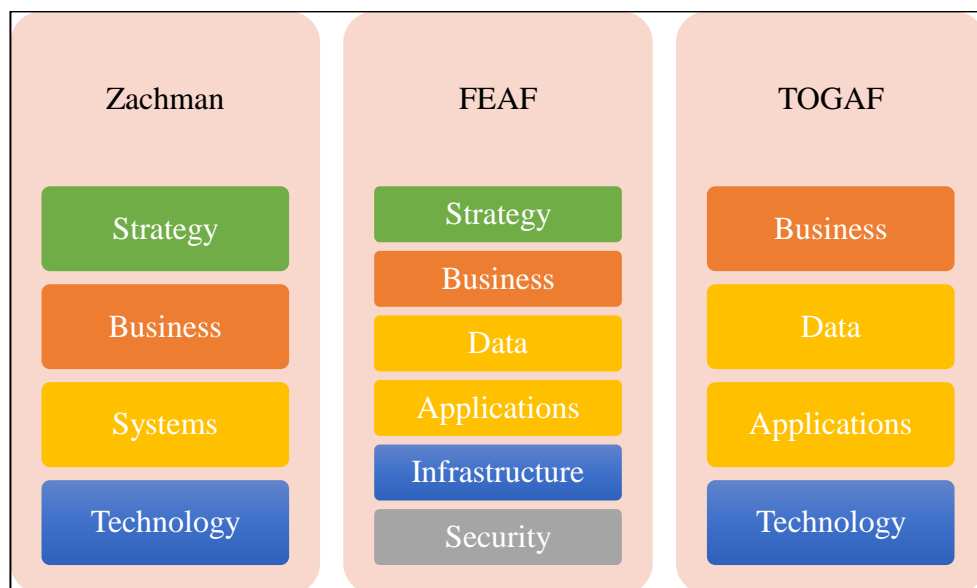 Zachman
Strategy
Business
Systems
Technology
FEAF
Strategy
Business
Data
Applications
Infrastructure
Security
TOGAF
Business
Data
Applications
Technology